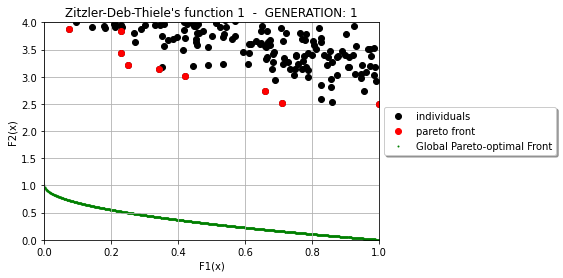 Zitzler-Deb-Thiele's function 1 - GENERATION: 1
4.0
3.5
3.0
2.5
2.0
1.5
1.0
0.5
0.0
F2(x)
0.0 0.2 0.4 0.6 0.8 1.0
F1(x)
individuals
pareto front
Global Pareto-optimal Front